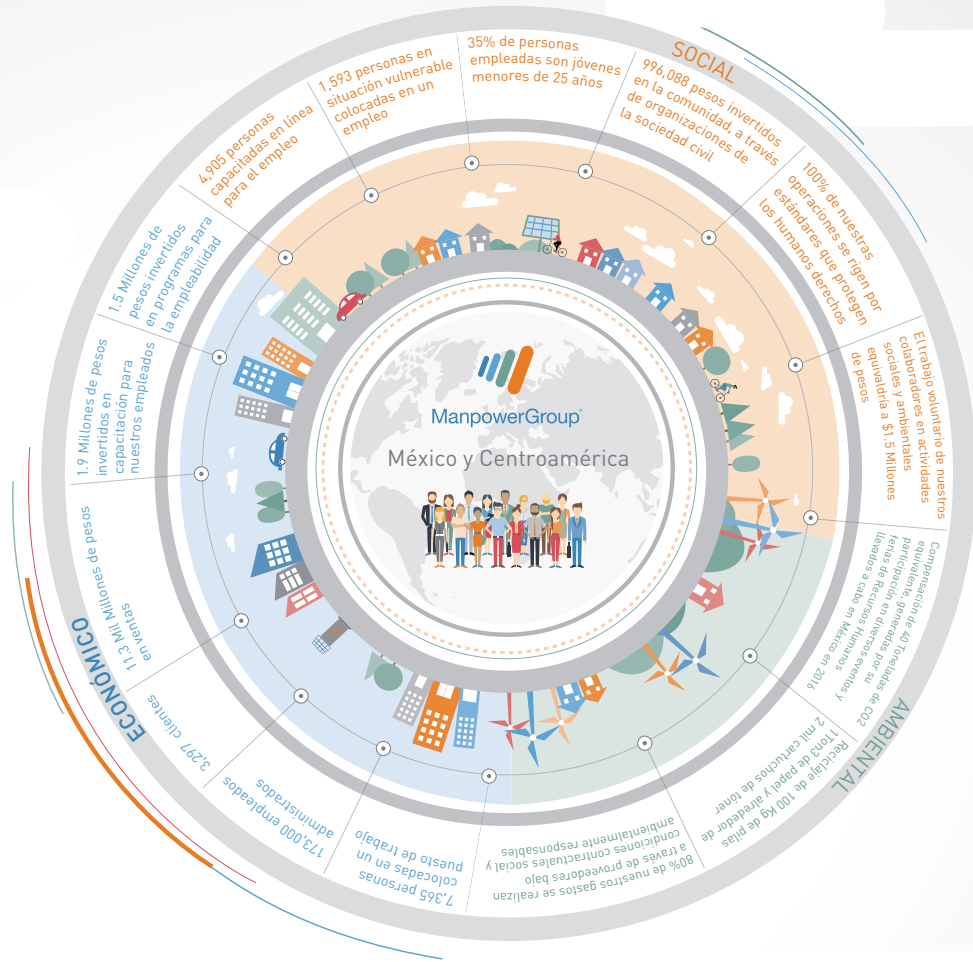 SOCIAL
1.5 Millones de
pesos invertidos
en programas para
la empleabilidad
4,905 personas
capacitadas en línea
para el empleo
1,593 personas en
situación vulnerable
colocadas en un
empleo
35% de personas
empleadas son jóvenes
menores de 25 años
996,088 pesos invertidos
en la comunidad, a través
de organizaciones de
la sociedad civil
100% de nuestras
operaciones se rigen por
estándares que protegen
los humanos derechos
El trabajo voluntario de nuestros
colaboradores en actividades
sociales y ambientales
equivaldría a $1.5 Millones
de pesos
AMBIENTAL
Compensación de 40 Toneladas de CO2
equivalente, generadas por su
participación en diversos eventos y
ferias de Recursos Humanos
llevados a cabo en México en 2016
Reciclaje de 100 Kg de pilas
1Ton3 de papel y alrededor de
2 mil cartuchos de tóner
80% de nuestros gastos se realizan
a través de proveedores bajo
condiciones contractuales social y
ambientalmente responsables
ECONÓMICO
7,365 personas
colocadas en un
puesto de trabajo
173,000 empleados
administrados
3,297 clientes
11.3 Mil Millones de pesos
en ventas
1.9 Millones de pesos
invertidos en
capacitación para
nuestros empleados
ManpowerGroup
México y Centroamérica